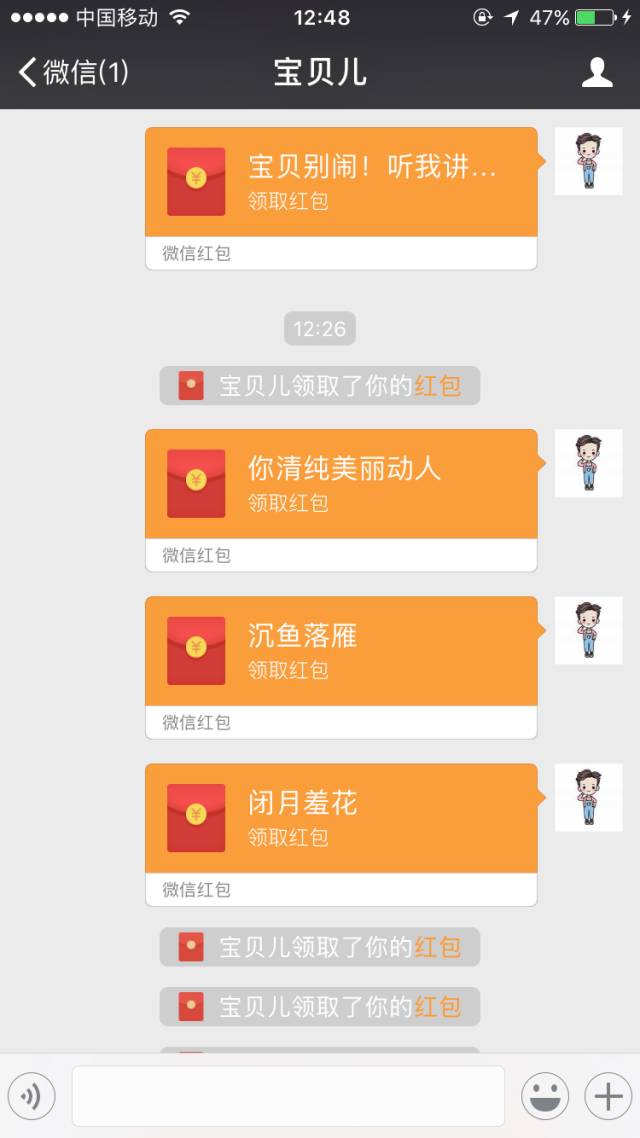 中国移动 12:48 47%
微信(1) 宝贝儿
宝贝别闹！听我讲...
领取红包
微信红包
12:26
宝贝儿领取了你的红包
你清纯美丽动人
领取红包
微信红包
沉鱼落雁
领取红包
微信红包
闭月羞花
领取红包
微信红包
宝贝儿领取了你的红包
宝贝儿领取了你的红包